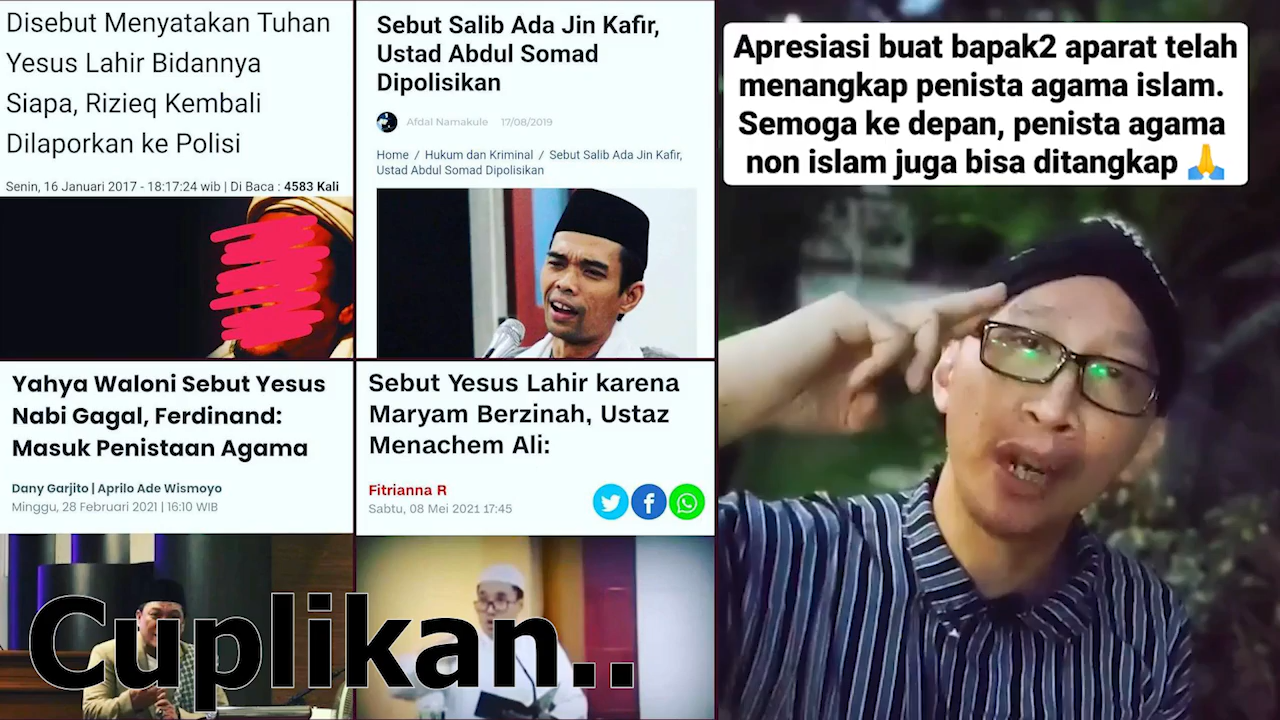 Disebut Menyatakan Tuhan
Yesus Lahir Bidannya
Siapa, Rizieq Kembali
Dilaporkan ke Polisi
Senin, 16 Januari 2017 - 18:17:24 wib | Di Baca : 4583 Kali
Sebut Salib Ada Jin Kafir,
Ustad Abdul Somad
Dipolisikan
Afdal Namakule 17/08/2019
Home / Hukum dan Kriminal / Sebut Salib Ada Jin Kafir,
Ustad Abdul Somad Dipolisikan
Yahya Waloni Sebut Yesus
Nabi Gagal, Ferdinand:
Masuk Penistaan Agama
Dany Garjito | Aprilo Ade Wismoyo
Minggu, 28 Februari 2021 | 16:10 WIB
Sebut Yesus Lahir karena
Maryam Berzinah, Ustaz
Menachem Ali:
Fitrianna R
Sabtu, 08 Mei 2021 17:45
Cuplikan..
Apresiasi buat bapak2 aparat telah
menangkap penista agama islam.
Semoga ke depan, penista agama
non islam juga bisa ditangkap 🙏